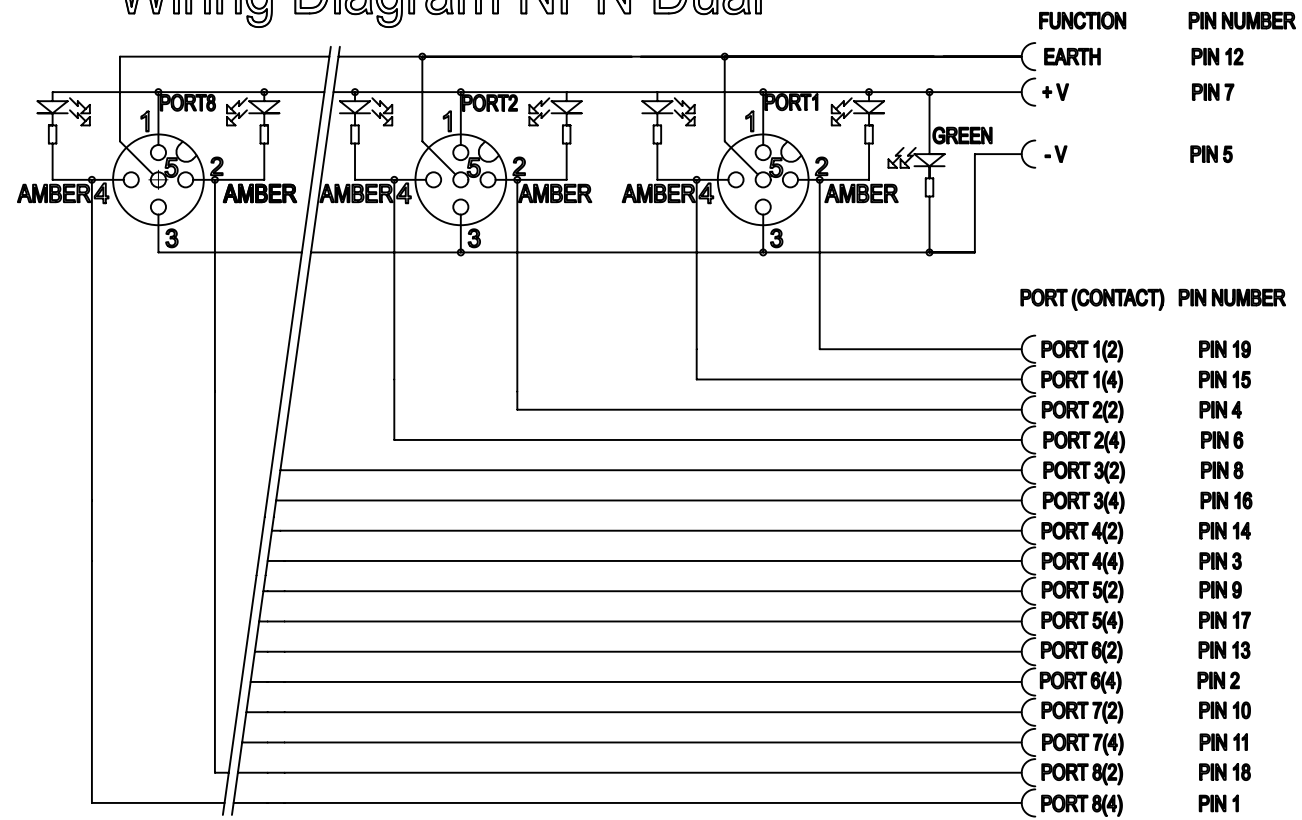 Wiring Diagram NPN Dual
FUNCTION PIN NUMBER
EARTH PIN 12
+ V PIN 7
- V PIN 5
PORT8 PORT2 PORT1
1 1 1
GREEN
5 2 5 2 5 2
AMBER 4 AMBER AMBER 4 AMBER AMBER 4 AMBER
3 3 3
PORT (CONTACT) PIN NUMBER
PORT 1(2) PIN 19
PORT 1(4) PIN 15
PORT 2(2) PIN 4
PORT 2(4) PIN 6
PORT 3(2) PIN 8
PORT 3(4) PIN 16
PORT 4(2) PIN 14
PORT 4(4) PIN 3
PORT 5(2) PIN 9
PORT 5(4) PIN 17
PORT 6(2) PIN 13
PORT 6(4) PIN 2
PORT 7(2) PIN 10
PORT 7(4) PIN 11
PORT 8(2) PIN 18
PORT 8(4) PIN 1